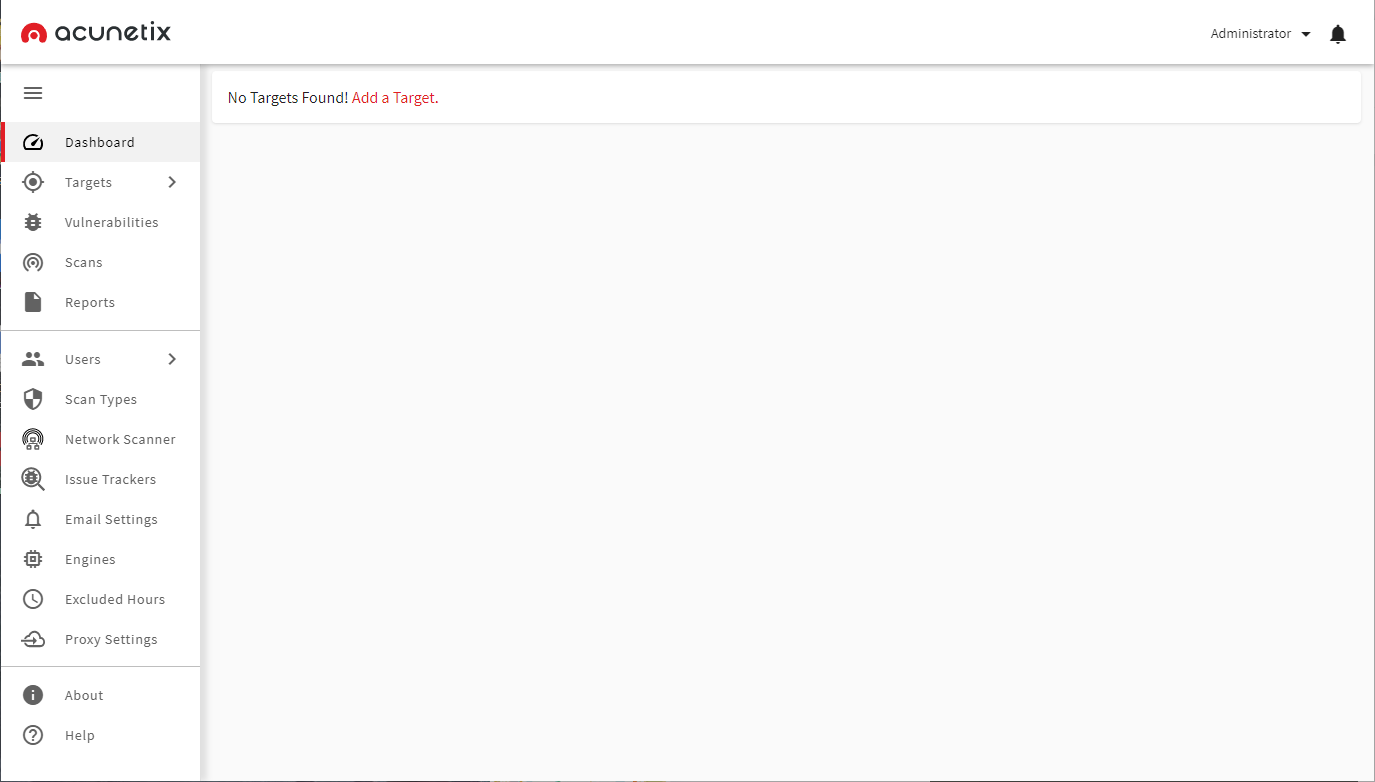 acunetix
Administrator
No Targets Found! Add a Target.
Dashboard
Targets
Vulnerabilities
Scans
Reports
Users
Scan Types
Network Scanner
Issue Trackers
Email Settings
Engines
Excluded Hours
Proxy Settings
About
Help